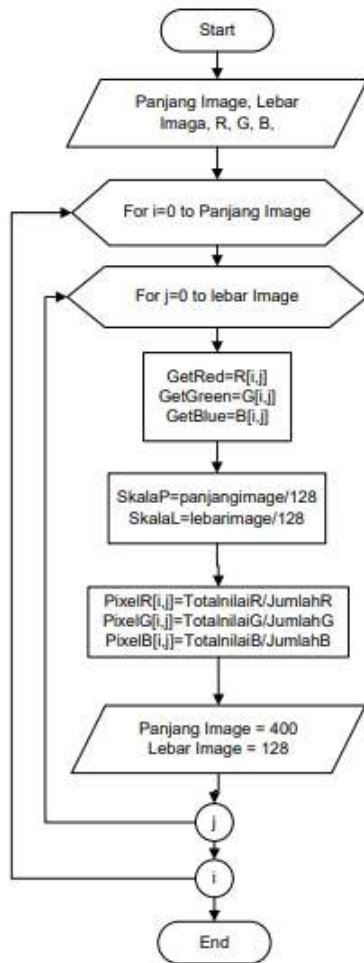 Start
Panjang Image, Lebar
Imaga, R, G, B,
For i=0 to Panjang Image
For j=0 to lebar Image
GetRed=R[i,j]
GetGreen=G[i,j]
GetBlue=B[i,j]
SkalaP=panjangimage/128
SkalaL=lebarimage/128
PixelR[i,j]=TotalnilaiR/JumlahR
PixelG[i,j]=TotalnilaiG/JumlahG
PixelB[i,j]=TotalnilaiB/JumlahB
Panjang Image = 400
Lebar Image = 128
j
i
End